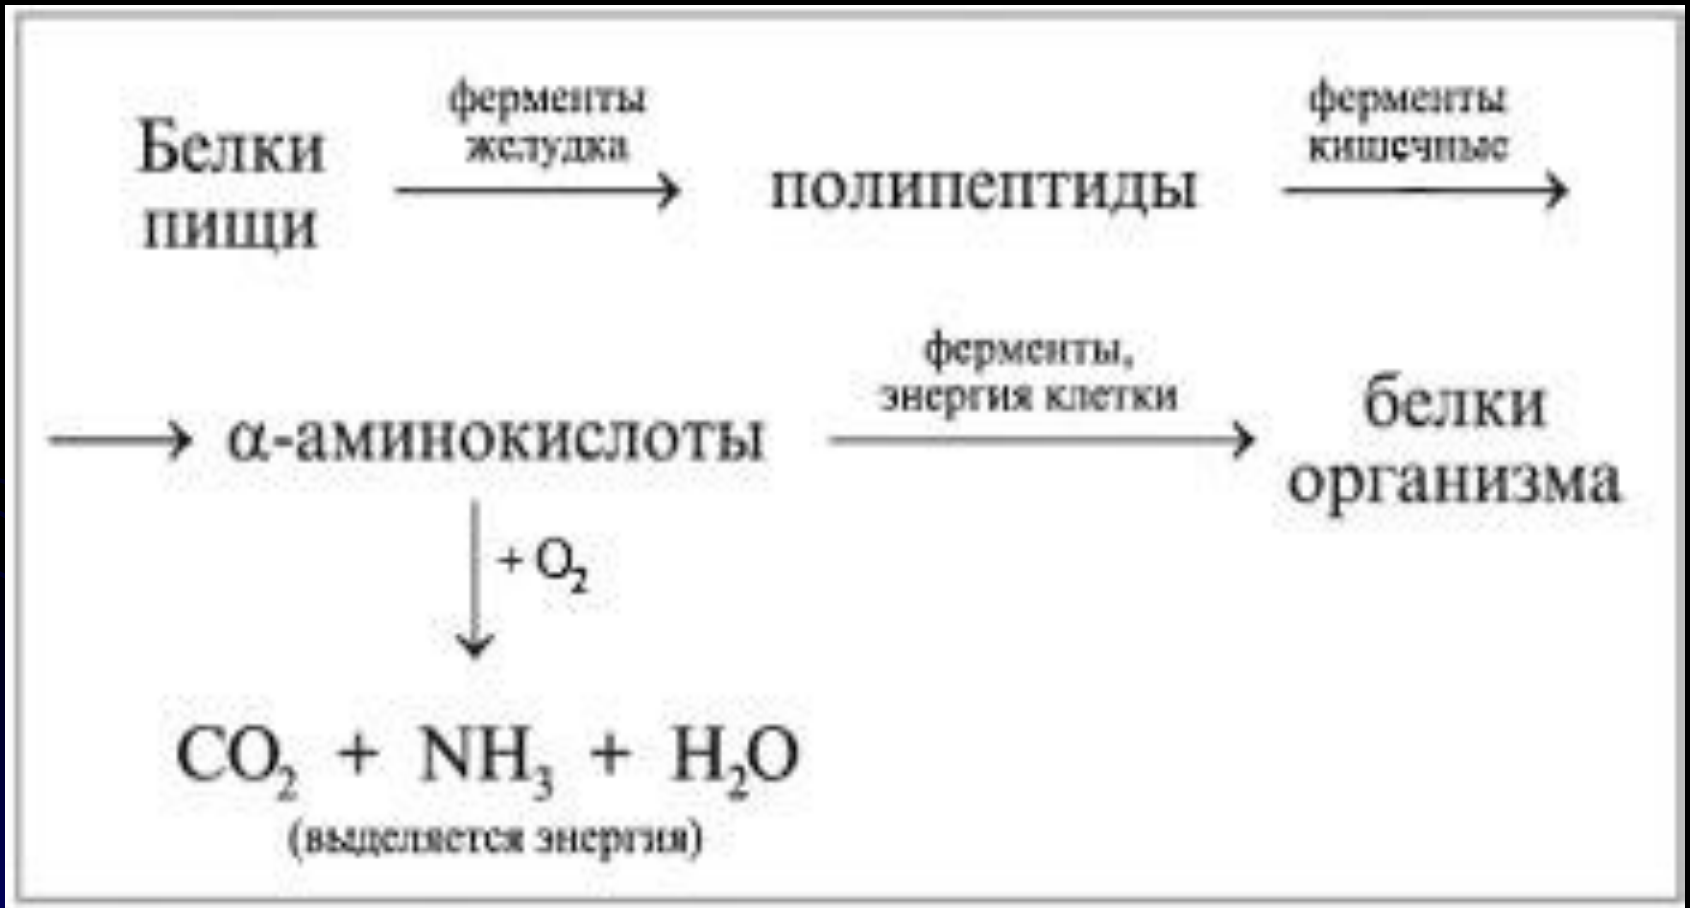 ферменты
желудка
Белки
пищи
полипептиды
ферменты
кишечные
α-аминокислоты
ферменты,
энергия клетки
белки
организма
+ O₂
CO₂ + NH₃ + H₂O
(выделяется энергия)